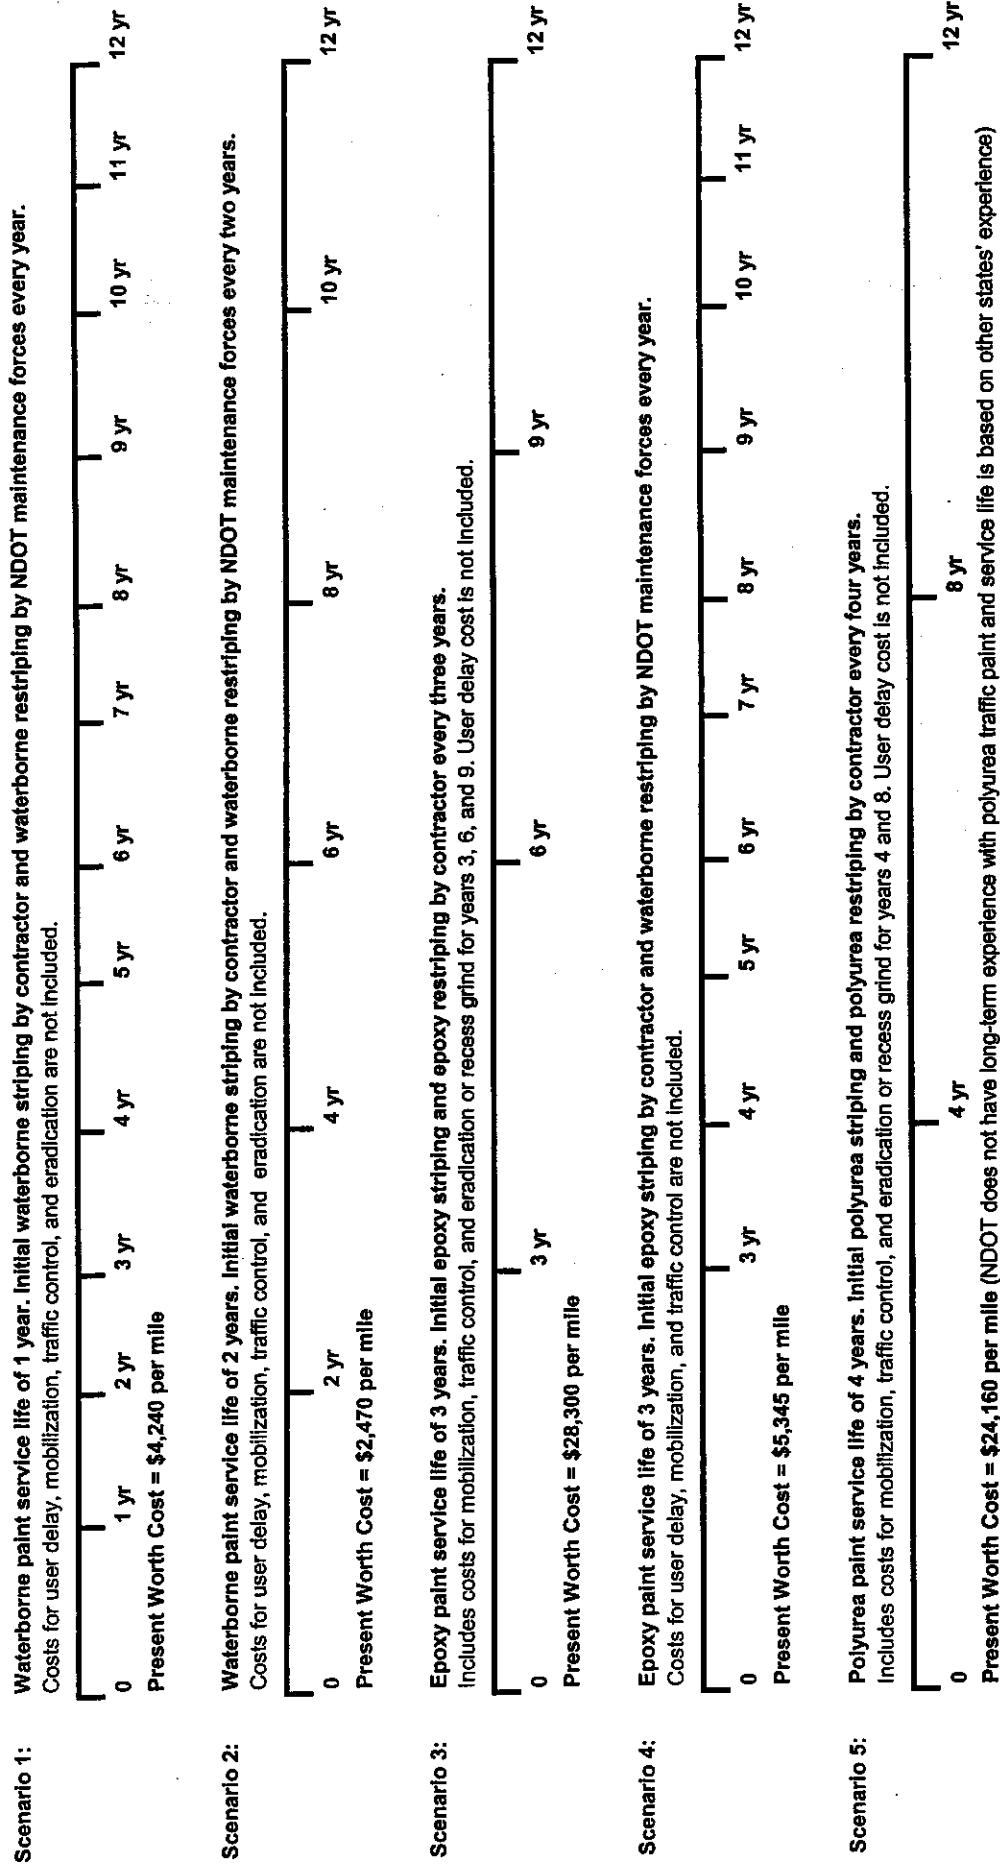 Scenario 1:
Waterborne paint service life of 1 year. Initial waterborne striping by contractor and waterborne restriping by NDOT maintenance forces every year.
Costs for user delay, mobilization, traffic control, and eradication are not included.
0 1 yr 2 yr 3 yr 4 yr 5 yr 6 yr 7 yr 8 yr 9 yr 10 yr 11 yr 12 yr
Present Worth Cost = $4,240 per mile
Scenario 2:
Waterborne paint service life of 2 years. Initial waterborne striping by contractor and waterborne restriping by NDOT maintenance forces every two years.
Costs for user delay, mobilization, traffic control, and eradication are not included.
0 2 yr 4 yr 6 yr 8 yr 10 yr 12 yr
Present Worth Cost = $2,470 per mile
Scenario 3:
Epoxy paint service life of 3 years. Initial epoxy striping and epoxy restriping by contractor every three years.
Includes costs for mobilization, traffic control, and eradication or recess grind for years 3, 6, and 9. User delay cost is not included.
0 3 yr 6 yr 9 yr 12 yr
Present Worth Cost = $28,300 per mile
Scenario 4:
Epoxy paint service life of 3 years. Initial epoxy striping by contractor and waterborne restriping by NDOT maintenance forces every year.
Costs for user delay, mobilization, and traffic control are not included.
0 3 yr 4 yr 5 yr 6 yr 7 yr 8 yr 9 yr 10 yr 11 yr 12 yr
Present Worth Cost = $5,345 per mile
Scenario 5:
Polyurea paint service life of 4 years. Initial polyurea striping and polyurea restriping by contractor every four years.
Includes costs for mobilization, traffic control, and eradication or recess grind for years 4 and 8. User delay cost is not included.
0 4 yr 8 yr 12 yr
Present Worth Cost = $24,160 per mile (NDOT does not have long-term experience with polyurea traffic paint and service life is based on other states' experience)